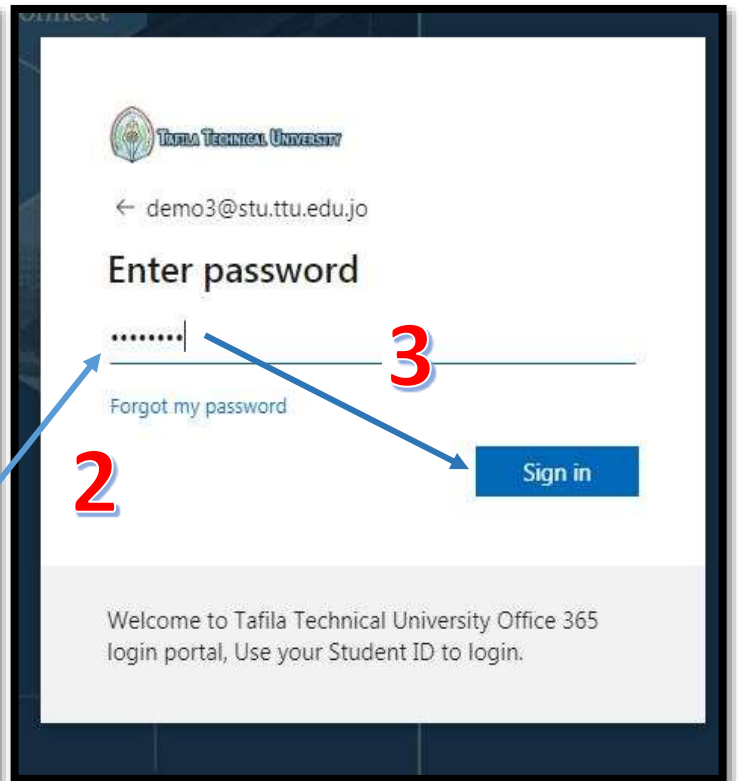 onnect
TAFILA TECHNICAL UNIVERSITY
← demo3@stu.ttu.edu.jo
Enter password
••••••••
3
Forgot my password
2
Sign in
Welcome to Tafila Technical University Office 365
login portal, Use your Student ID to login.